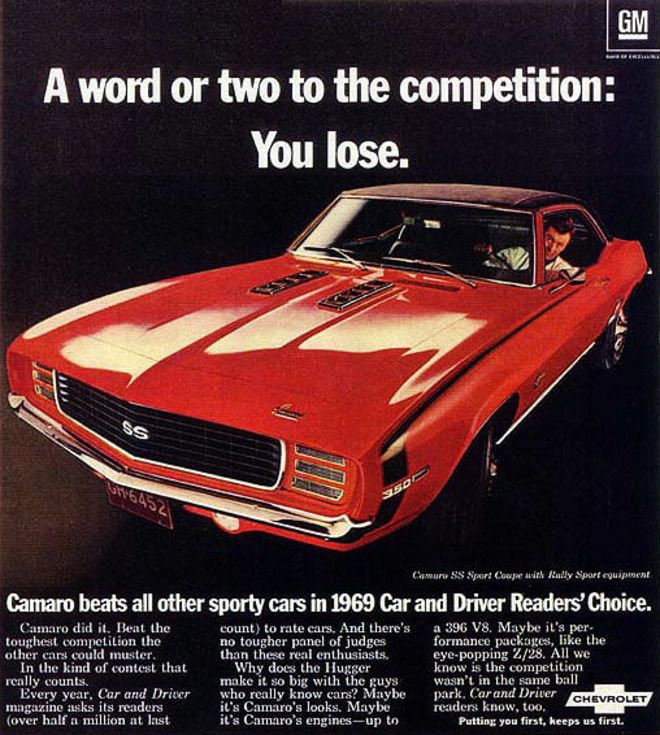 GM
MARK OF EXCELLENCE
A word or two to the competition:
You lose.
SS
350
GM-6452
Camaro SS Sport Coupe with Rally Sport equipment
Camaro beats all other sporty cars in 1969 Car and Driver Readers' Choice.
Camaro did it. Beat the
toughest competition the
other cars could muster.
In the kind of contest that
really counts.
Every year, Car and Driver
magazine asks its readers
(over half a million at last
count) to rate cars. And there's
no tougher panel of judges
than these real enthusiasts.
Why does the Hugger
make it so big with the guys
who really know cars? Maybe
it's Camaro's looks. Maybe
it's Camaro's engines—up to
a 396 V8. Maybe it's per-
formance packages, like the
eye-popping Z/28. All we
know is the competition
wasn't in the same ball
park. Car and Driver
readers know, too.
CHEVROLET
Putting you first, keeps us first.